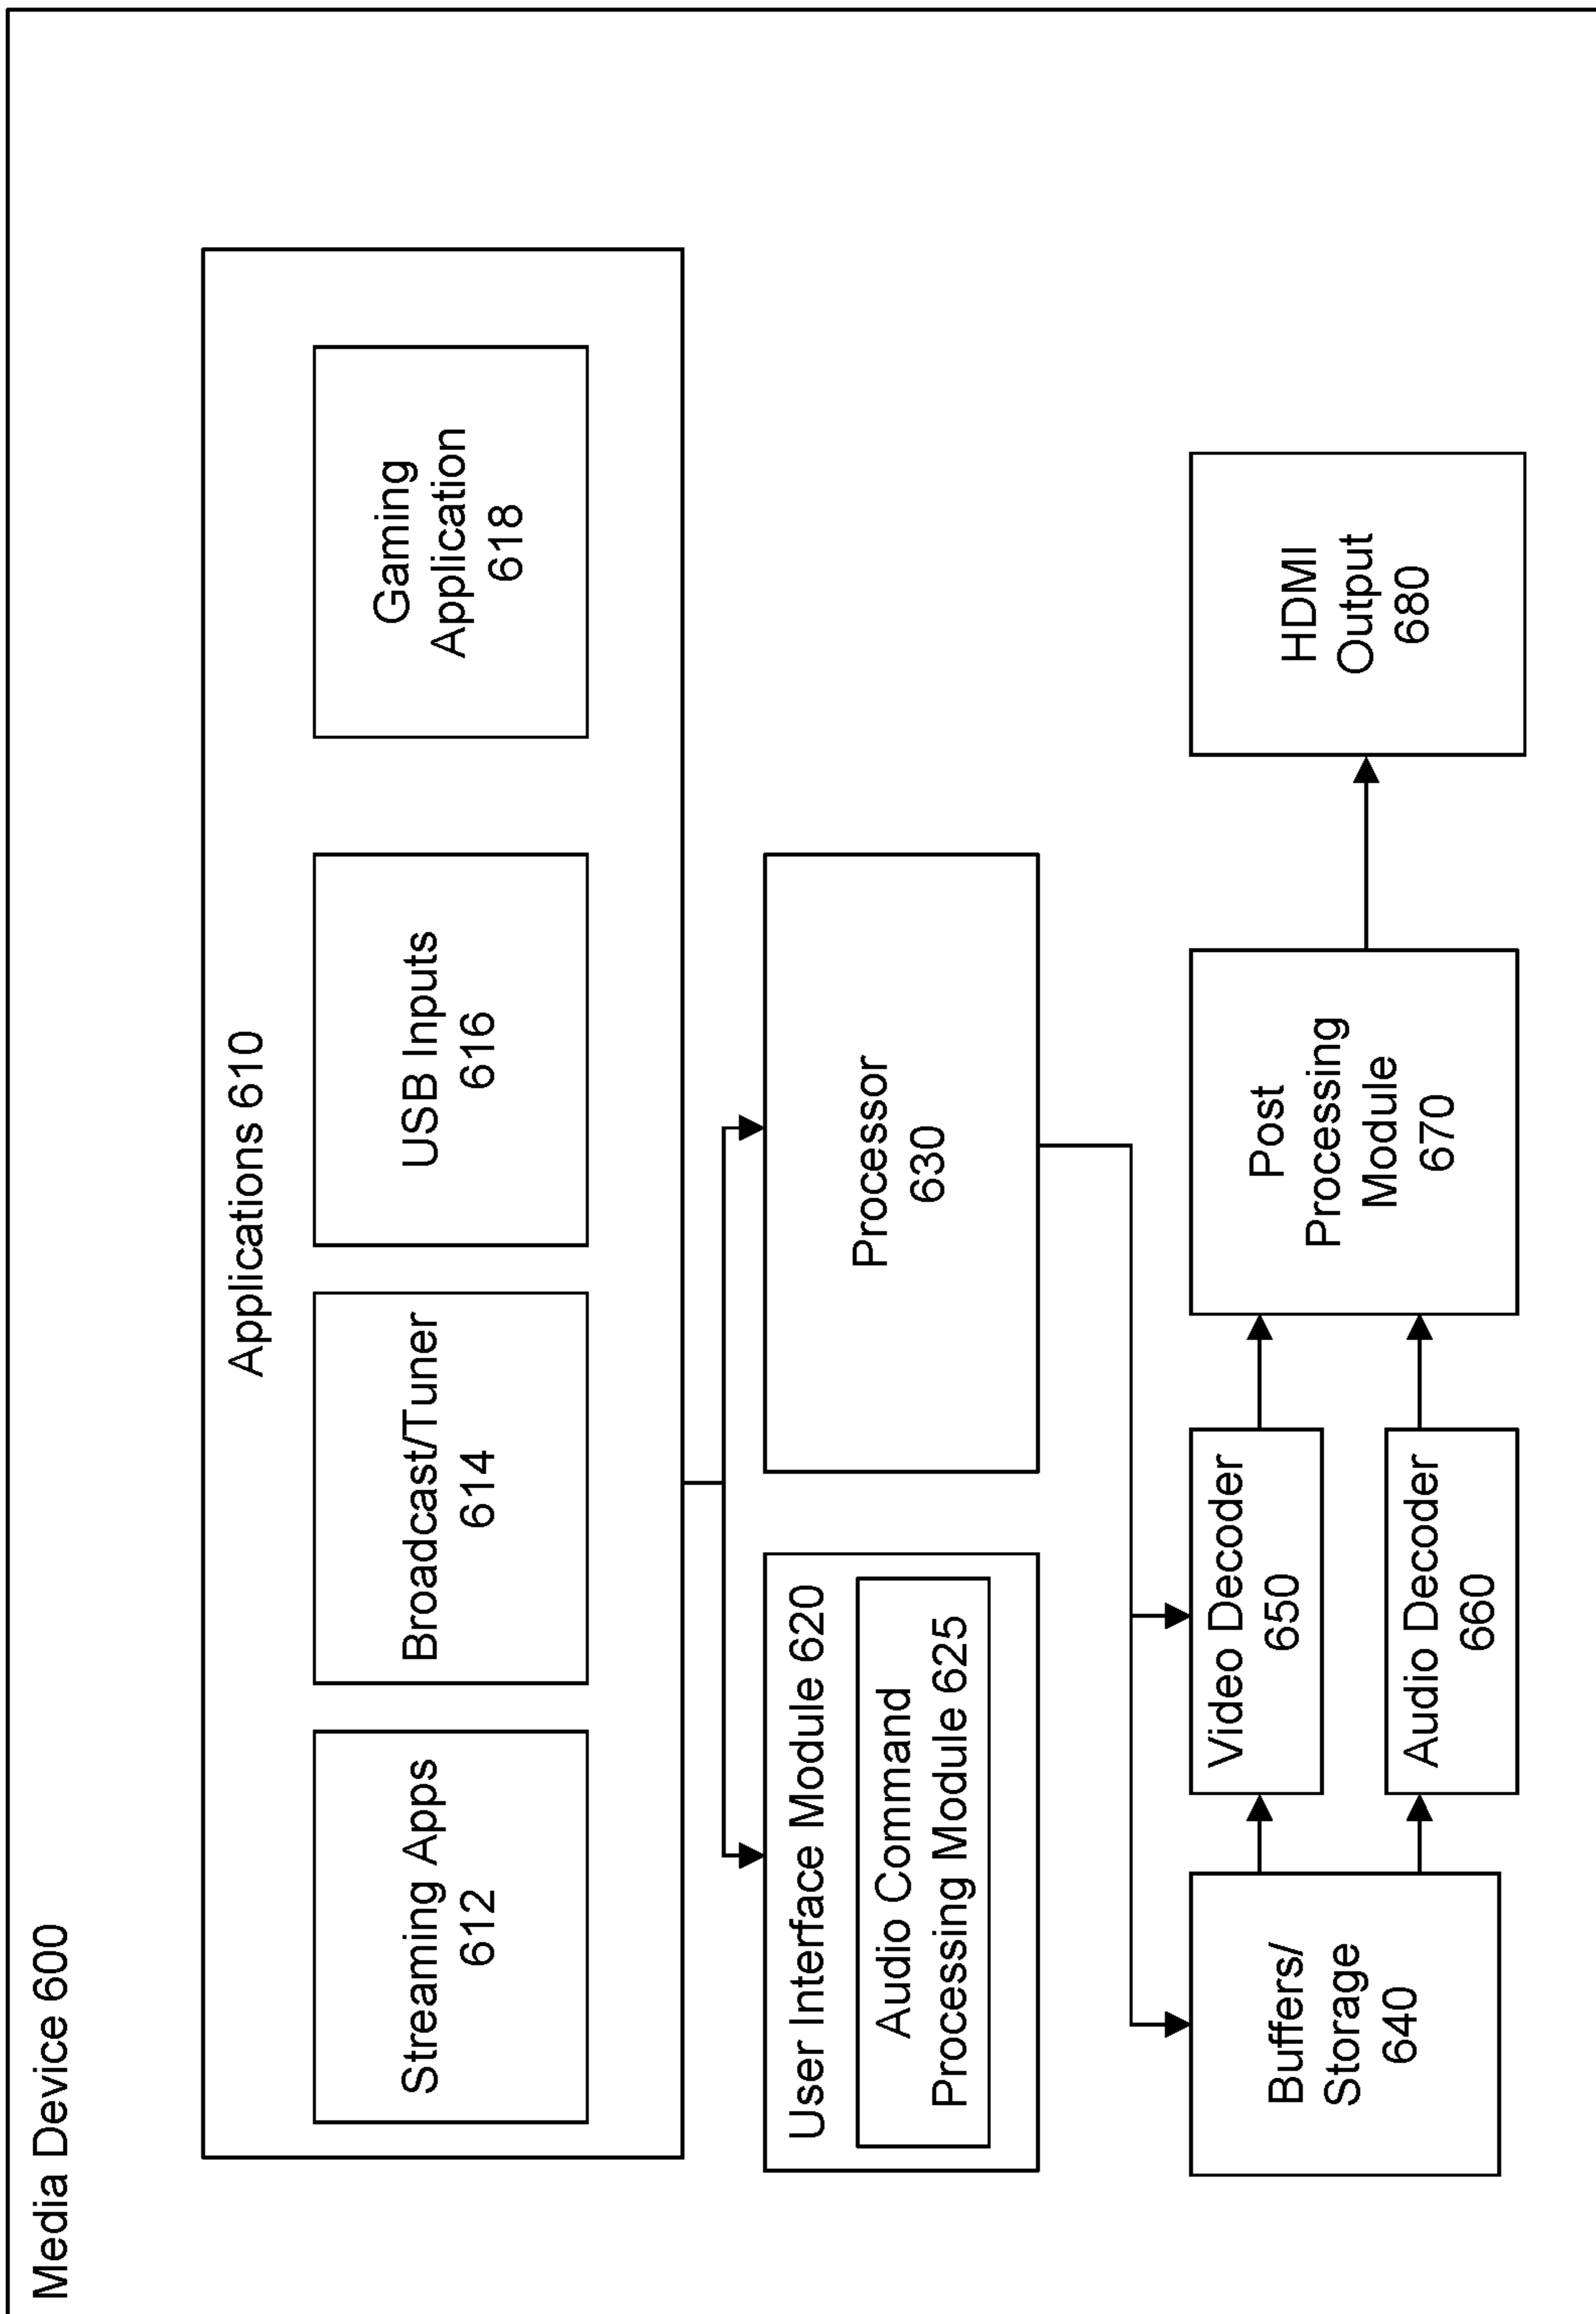 Media Device 600
Applications 610
Streaming Apps
612
Broadcast/Tuner
614
USB Inputs
616
Gaming
Application
618
User Interface Module 620
Audio Command
Processing Module 625
Processor
630
Buffers/
Storage
640
Video Decoder
650
Audio Decoder
660
Post
Processing
Module
670
HDMI
Output
680